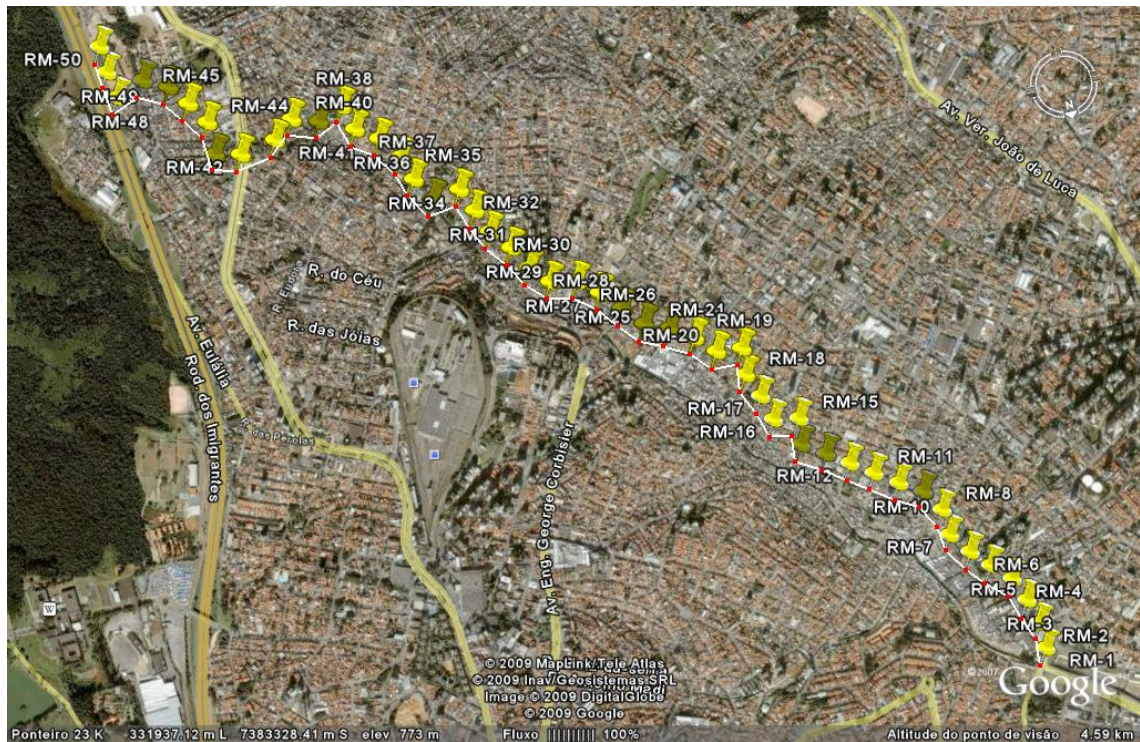 RM-50
RM-45
RM-38
RM-49
RM-44
RM-40
RM-48
RM-41
RM-37
RM-42
RM-36
RM-35
RM-34
RM-32
RM-31
RM-30
RM-29
RM-28
RM-27
RM-26
RM-25
RM-21
RM-20
RM-19
RM-18
RM-17
RM-16
RM-15
RM-12
RM-11
RM-10
RM-8
RM-7
RM-6
RM-5
RM-4
RM-3
RM-2
RM-1
N
Av. Ver. João de Luca
R. do Céu
R. das Jóias
Av. Eulália
Rod. dos Imigrantes
R. das Pérolas
Av. Eng. George Corbisier
W
© 2009 MapLink/Tele Atlas
© 2009 Inav/Geosistemas SRL
Image © 2009 DigitalGlobe
© 2009 Google
©2007 Google
Ponteiro 23 K 331937.12 m L 7383328.41 m S elev 773 m Fluxo 100% Altitude do ponto de visão 4.59 km